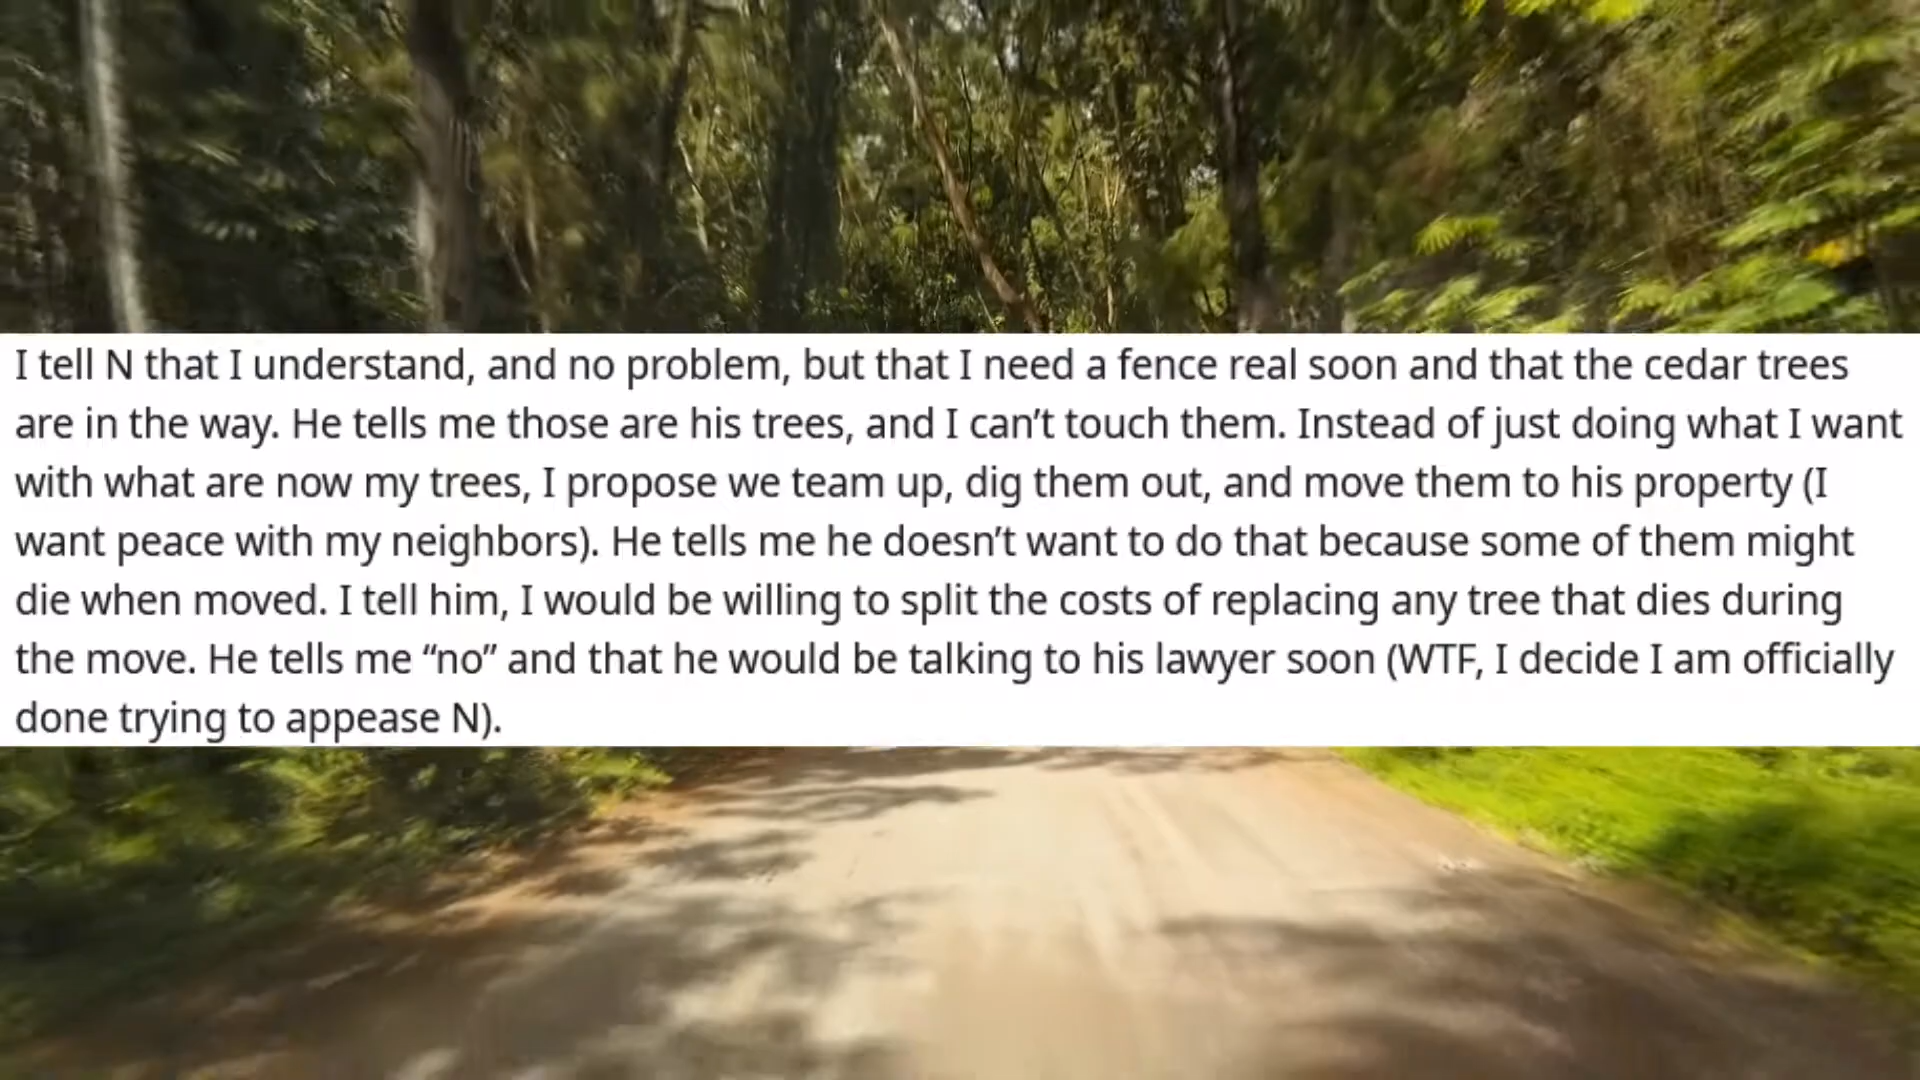 I tell N that I understand, and no problem, but that I need a fence real soon and that the cedar trees
are in the way. He tells me those are his trees, and I can’t touch them. Instead of just doing what I want
with what are now my trees, I propose we team up, dig them out, and move them to his property (I
want peace with my neighbors). He tells me he doesn’t want to do that because some of them might
die when moved. I tell him, I would be willing to split the costs of replacing any tree that dies during
the move. He tells me “no” and that he would be talking to his lawyer soon (WTF, I decide I am officially
done trying to appease N).